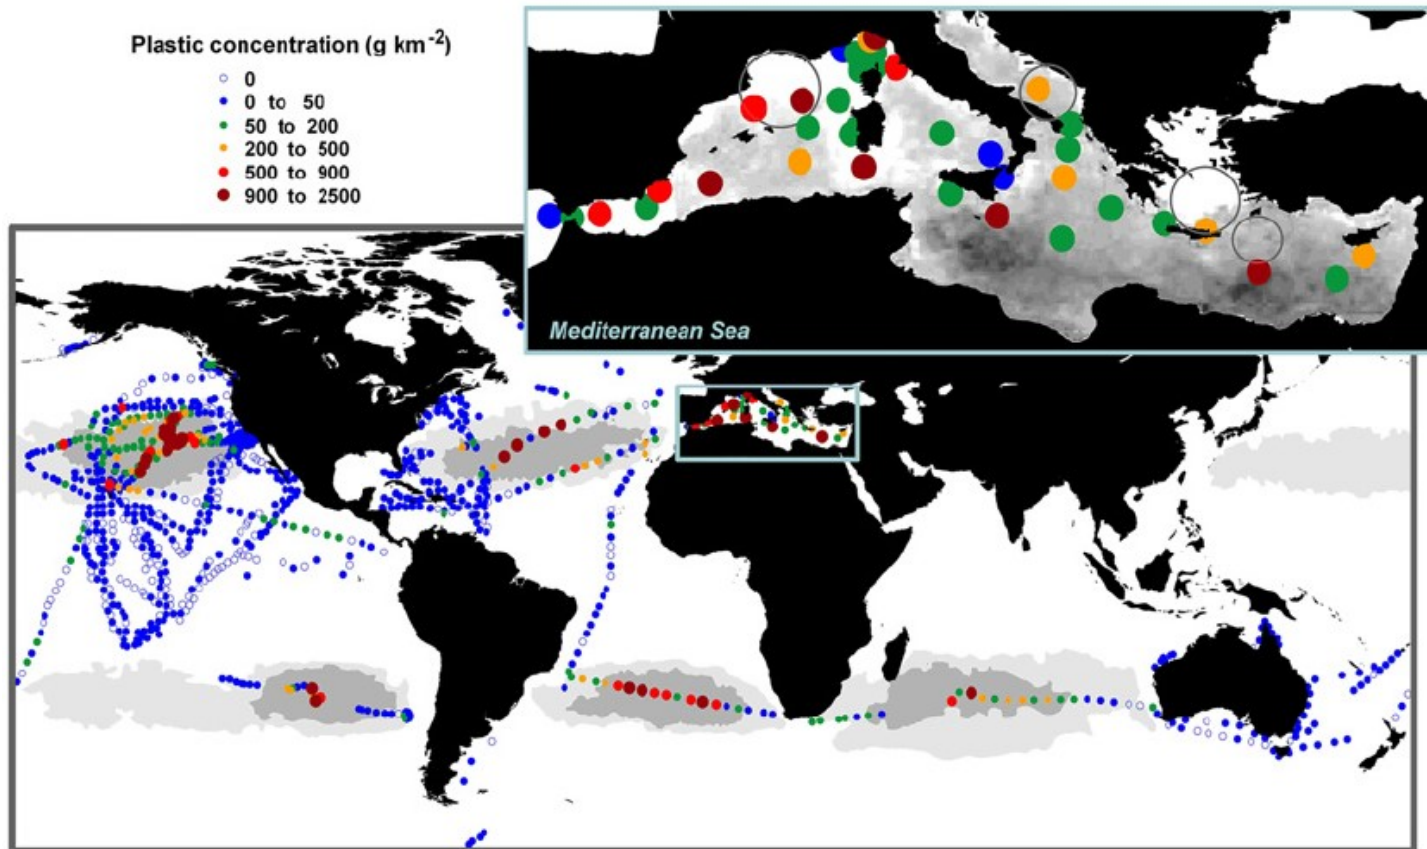 Plastic concentration (g km-2)
0
0 to 50
50 to 200
200 to 500
500 to 900
900 to 2500
Mediterranean Sea